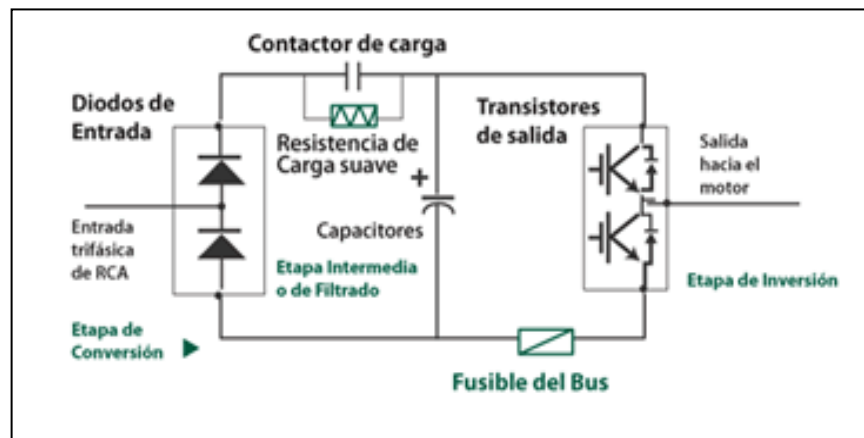 Contactor de carga
Diodos de
Entrada
Resistencia de
Carga suave
Transistores
de salida
Salida
hacia el
motor
+
Capacitores
Entrada
trifásica
de RCA
Etapa Intermedia
o de Filtrado
Etapa de Inversión
Etapa de
Conversión
Fusible del Bus